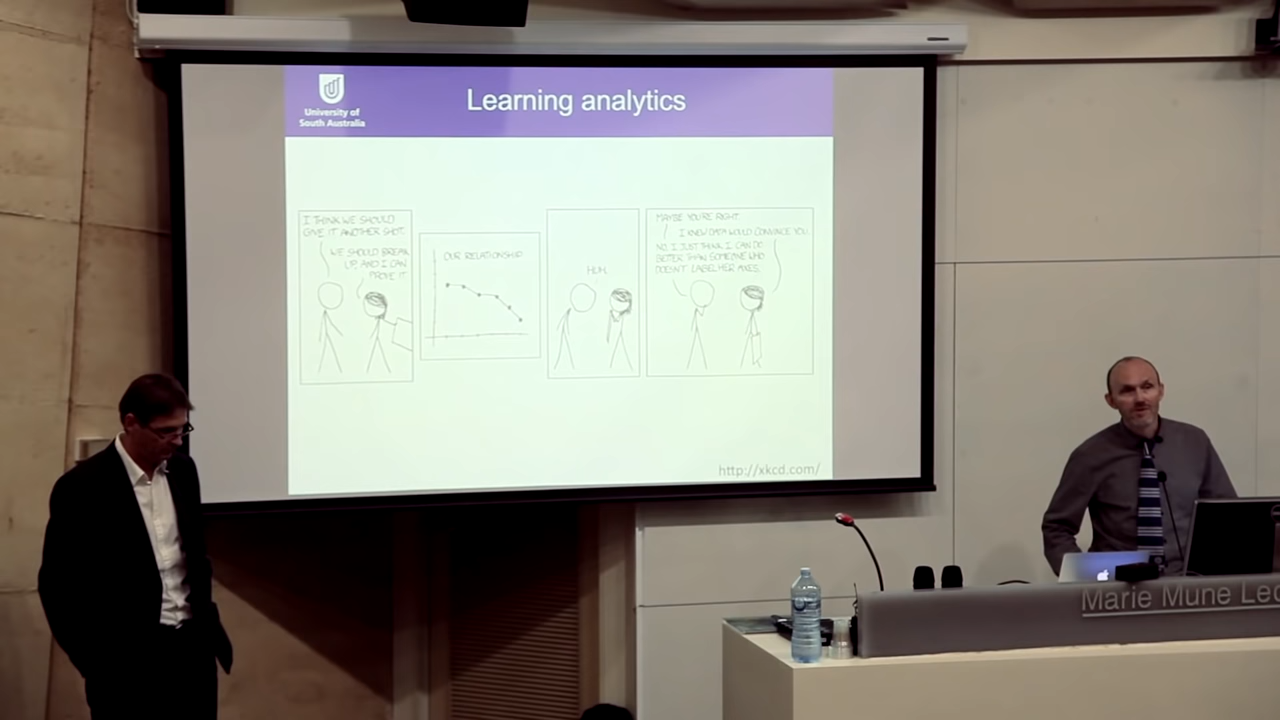 University of
South Australia
Learning analytics
I THINK WE SHOULD
GIVE IT ANOTHER SHOT.
WE SHOULD BREAK
UP, AND I CAN
PROVE IT.
OUR RELATIONSHIP
HUH.
MAYBE YOU'RE RIGHT.
I KNEW DATA WOULD CONVINCE YOU.
NO, I JUST THINK I CAN DO
BETTER THAN SOMEONE WHO
DOESN'T LABEL HER AXES.
http://xkcd.com/
Marie Mune Lec